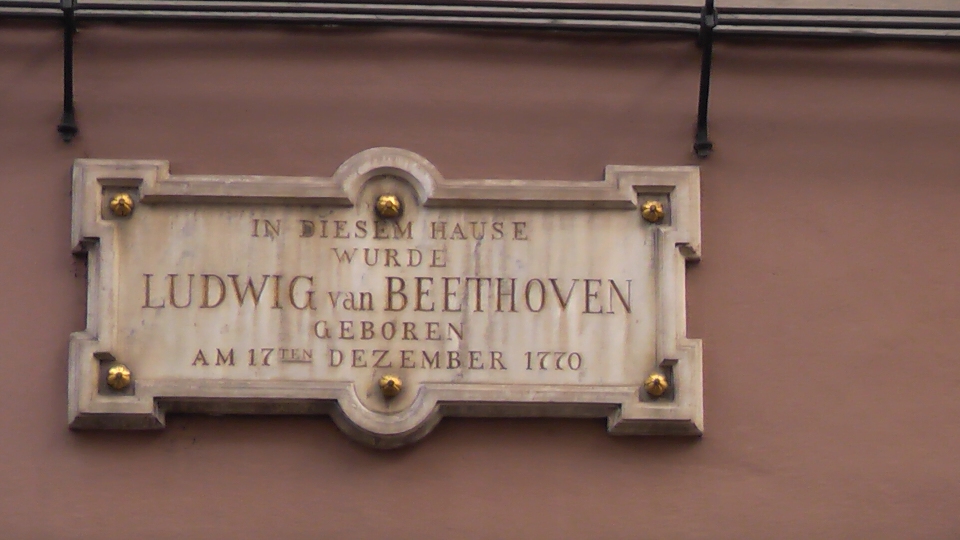 IN DIESEM HAUSE
WURDE
LUDWIG van BEETHOVEN
GEBOREN
AM 17TEN DEZEMBER 1770